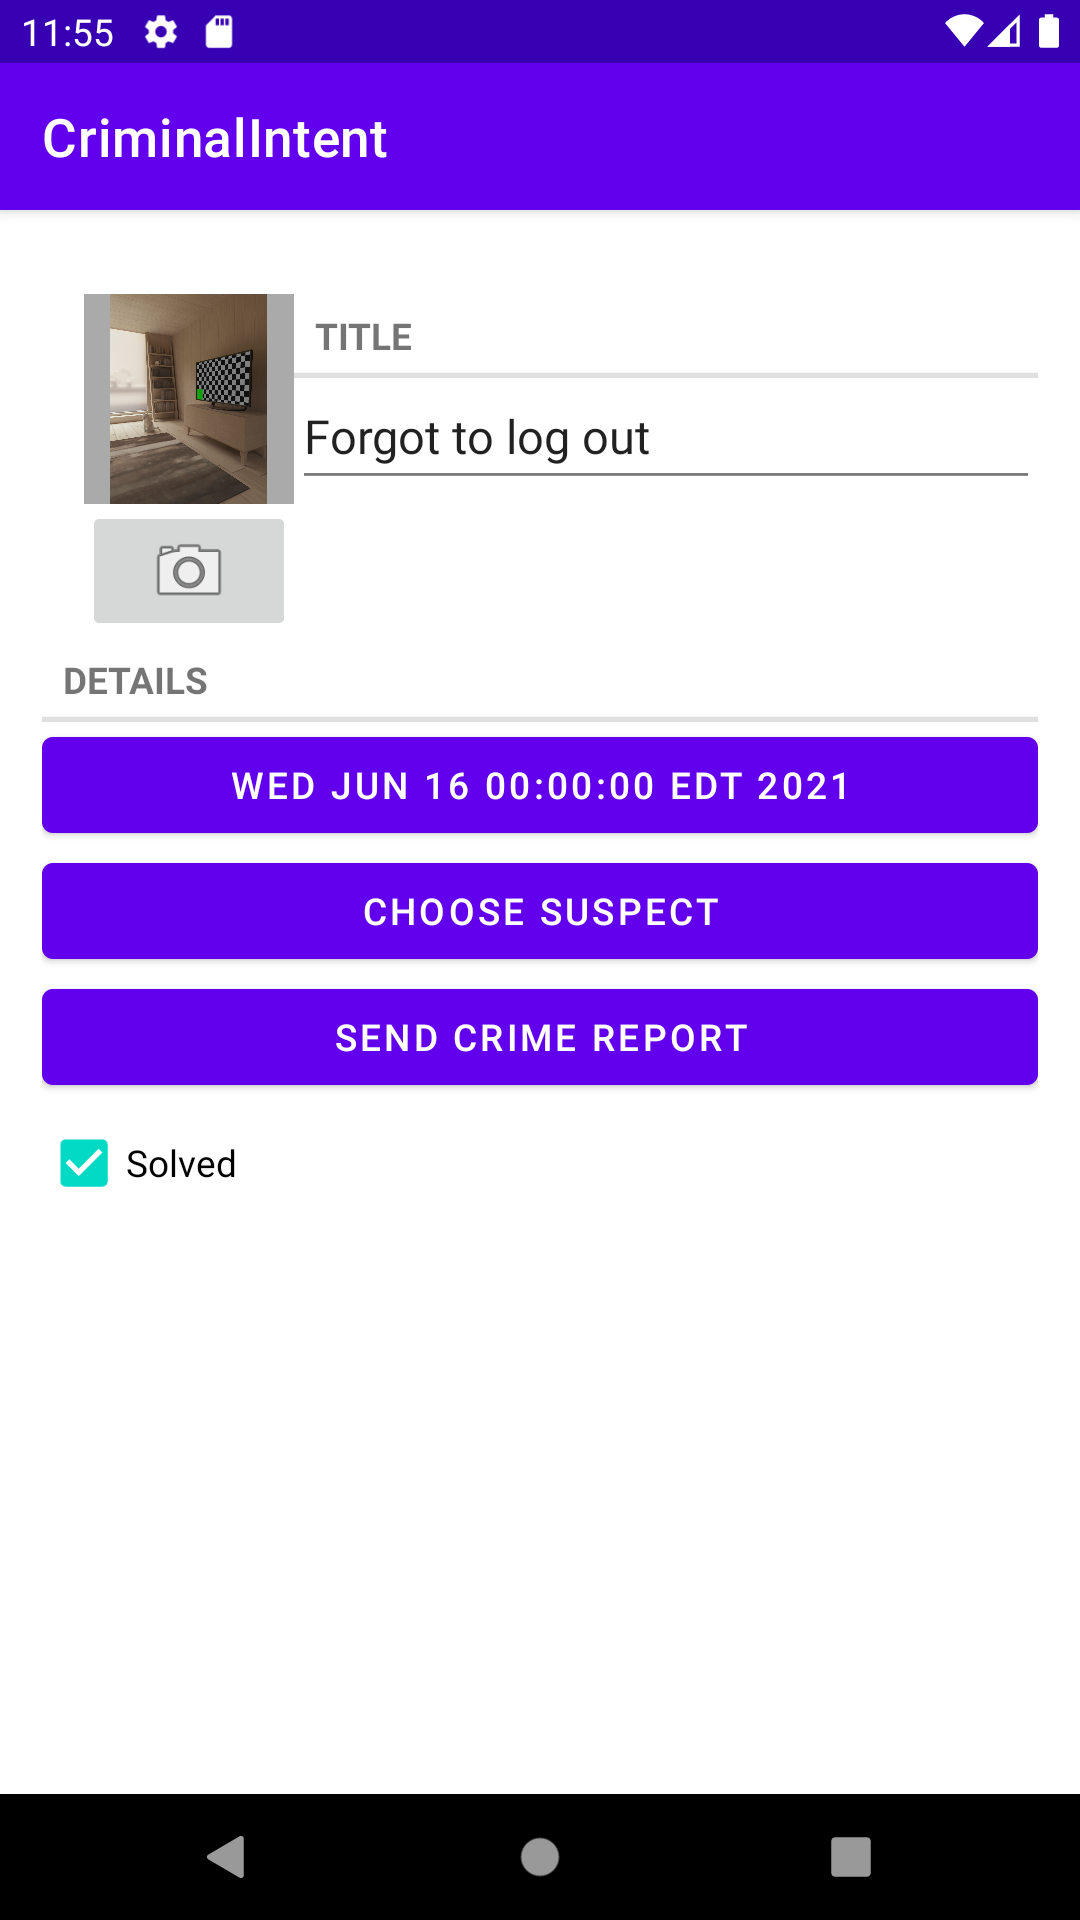 11:55
CriminalIntent
TITLE
Forgot to log out
DETAILS
WED JUN 16 00:00:00 EDT 2021
CHOOSE SUSPECT
SEND CRIME REPORT
Solved